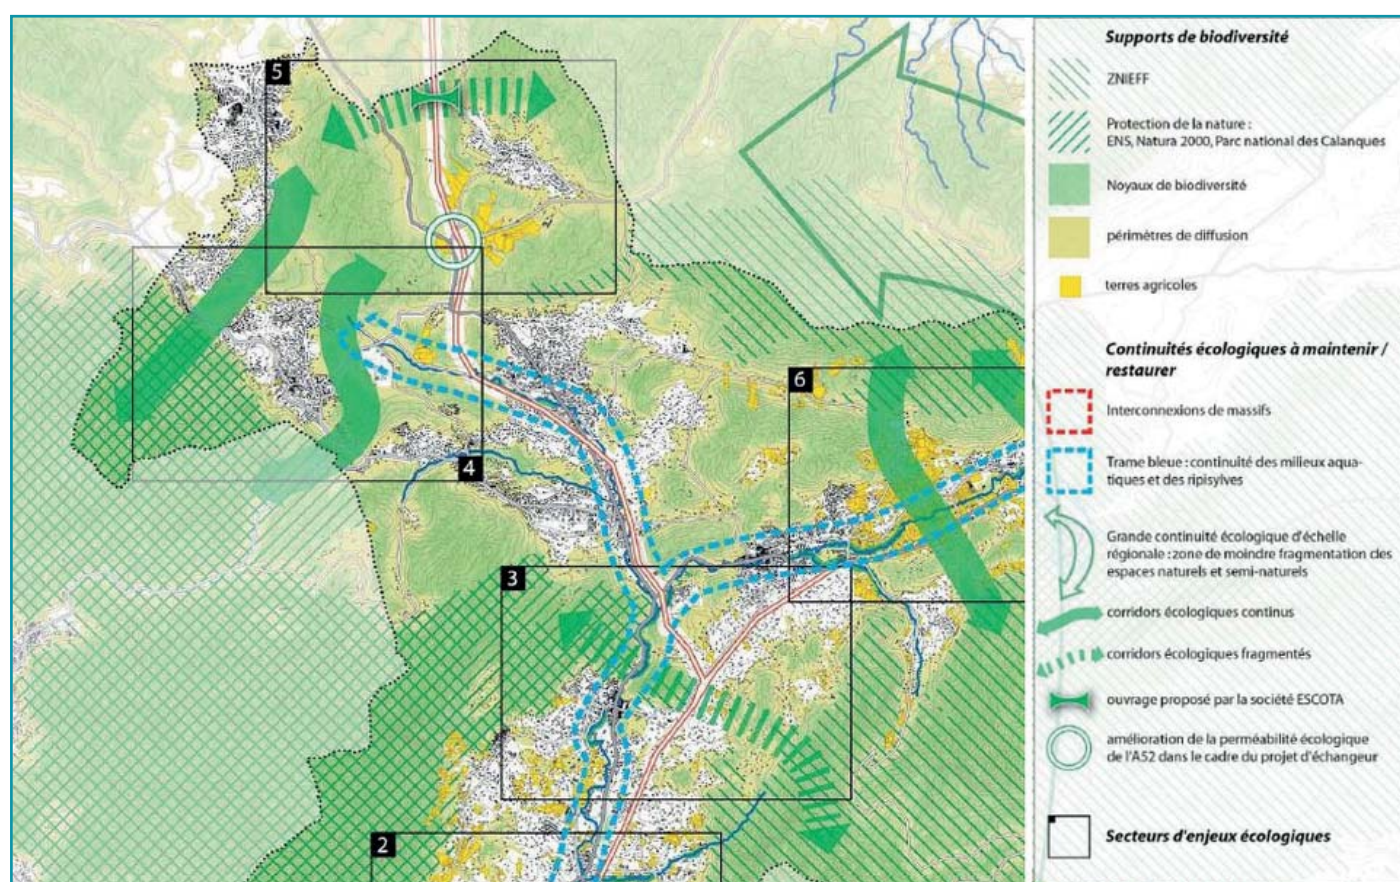 5
6
4
3
2
Supports de biodiversité
ZNIEFF
Protection de la nature :
ENS, Natura 2000, Parc national des Calanques
Noyaux de biodiversité
périmètres de diffusion
terres agricoles
Continuités écologiques à maintenir /
restaurer
Interconnexions de massifs
Trame bleue : continuité des milieux aqua-
tiques et des ripisylves
Grande continuité écologique d'échelle
régionale : zone de moindre fragmentation des
espaces naturels et semi-naturels
corridors écologiques continus
corridors écologiques fragmentés
ouvrage proposé par la société ESCOTA
amélioration de la perméabilité écologique
de l'A52 dans le cadre du projet d'échangeur
Secteurs d'enjeux écologiques